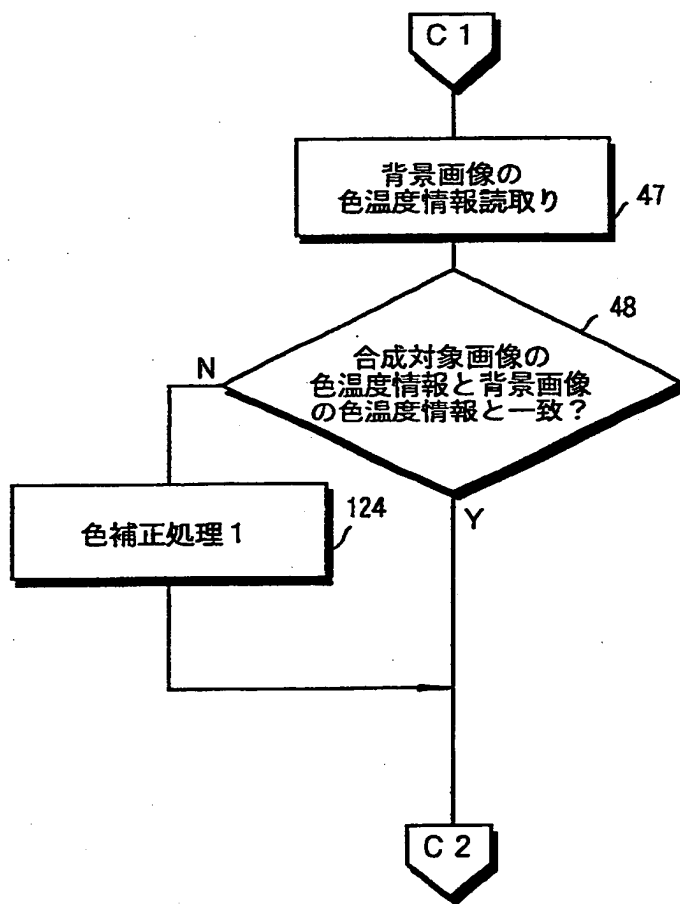 C1
背景画像の
色温度情報読取り
47
48
合成対象画像の
色温度情報と背景画像
の色温度情報と一致？
N
Y
色補正処理1
124
C2